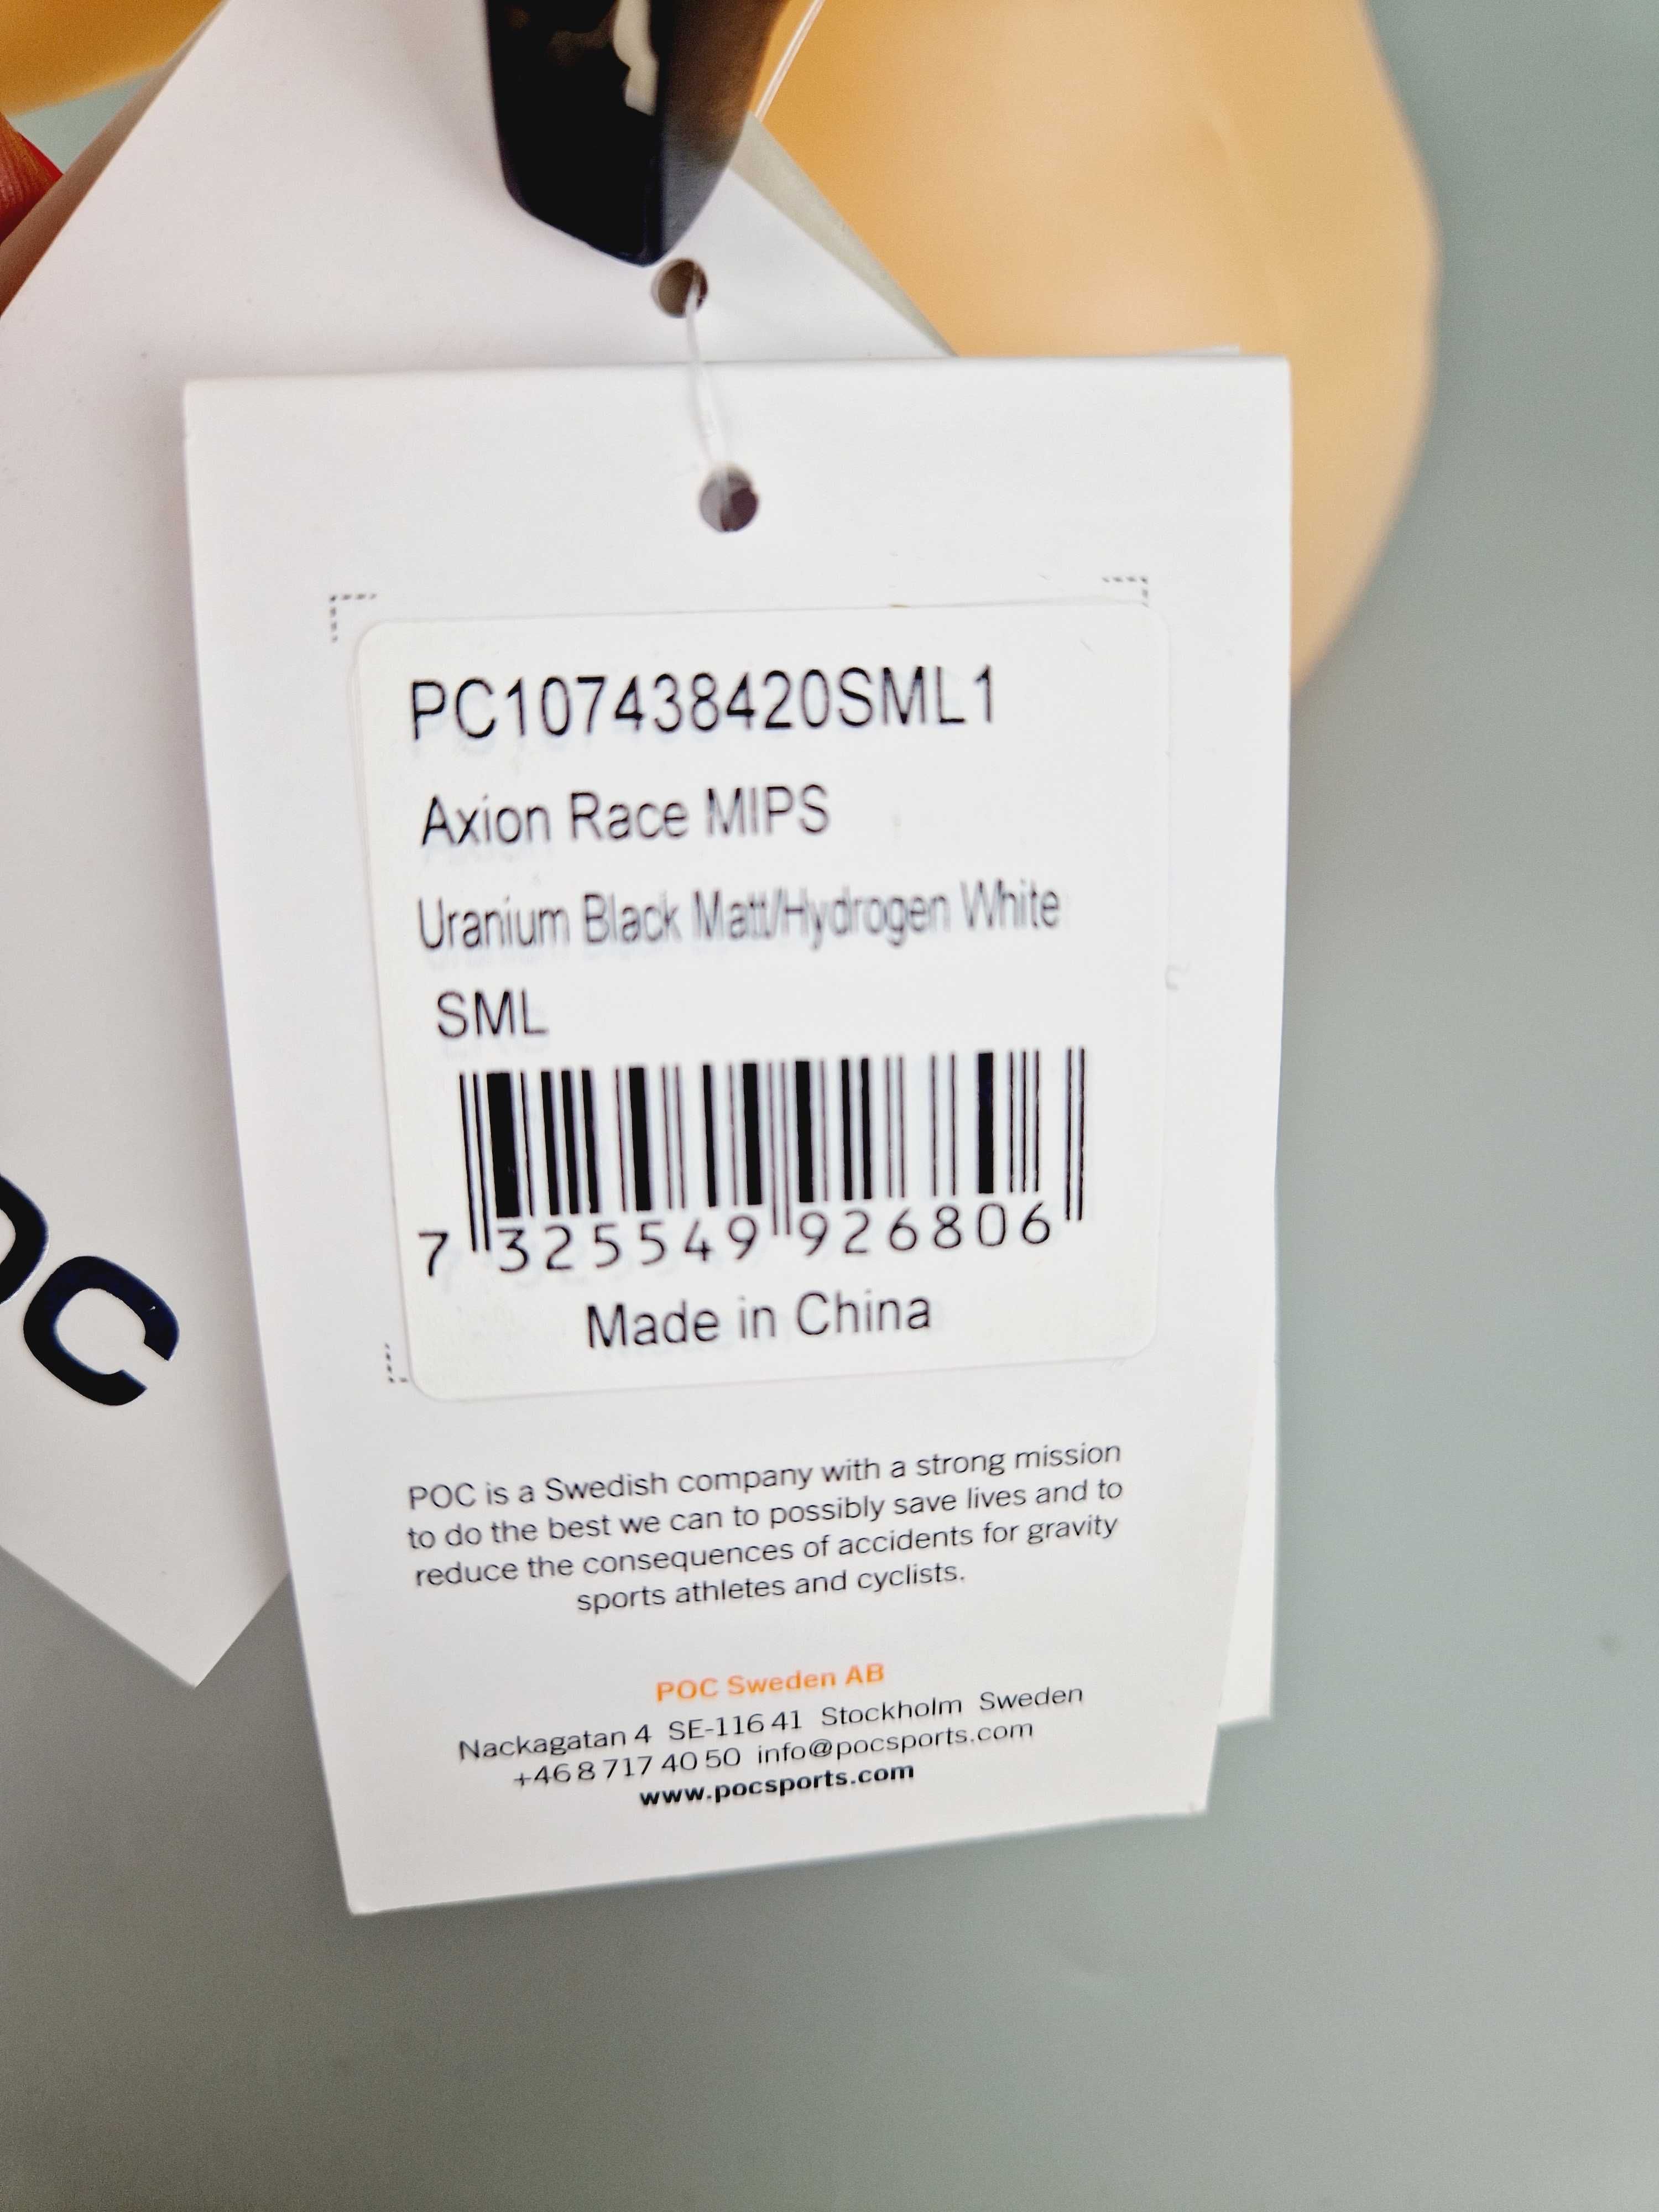 PC107438420SML1
Axion Race MIPS
Uranium Black Matt/Hydrogen White
SML
7 325549 926806
Made in China
POC is a Swedish company with a strong mission
to do the best we can to possibly save lives and to
reduce the consequences of accidents for gravity
sports athletes and cyclists.
POC Sweden AB
Nackagatan 4 SE-116 41 Stockholm Sweden
+46 8 717 40 50 info@pocsports.com
www.pocsports.com